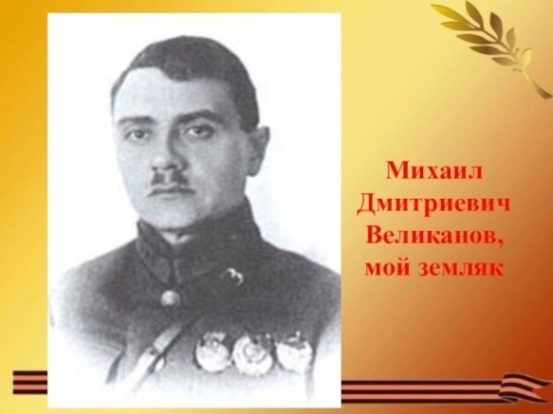 Михаил
Дмитриевич
Великанов,
мой земляк